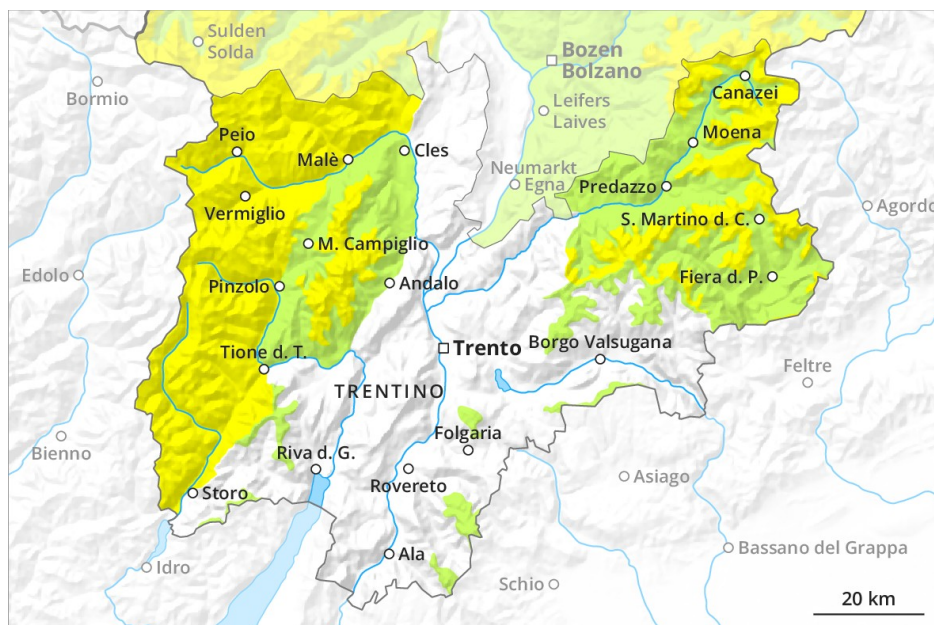 Sulden
Solda
Bozen
Bolzano
Bormio
Canazei
Leifers
Laives
Peio
Moena
Malè
Cles
Neumarkt
Egna
Predazzo
Vermiglio
Agordo
S. Martino d. C.
M. Campiglio
Edolo
Pinzolo
Andalo
Fiera d. P.
Trento
Borgo Valsugana
Tione d. T.
Feltre
TRENTINO
Folgaria
Bienno
Riva d. G.
Asiago
Storo
Rovereto
Ala
Bassano del Grappa
Idro
Schio
20 km